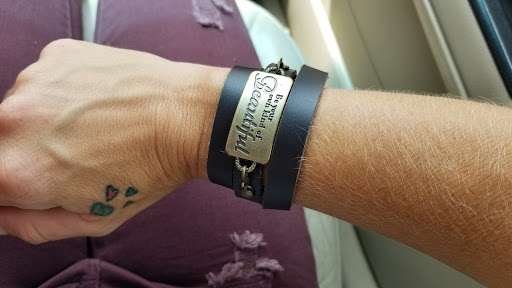 Be your
own kind of
Beautiful